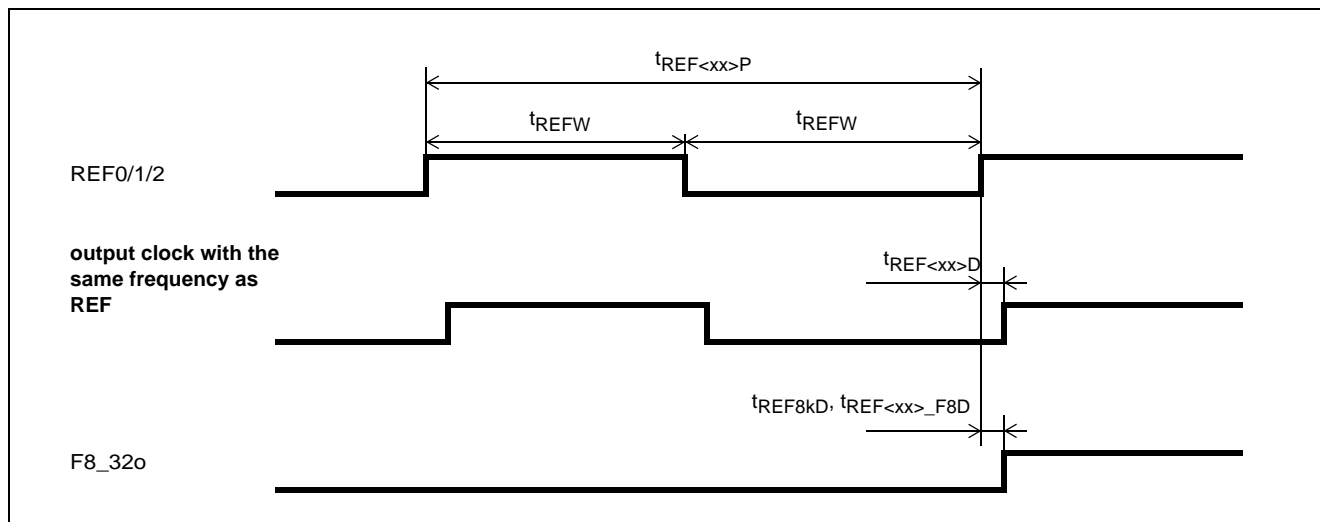 tREF<xx>P
tREFW
tREFW
REF0/1/2
output clock with the
same frequency as
REF
tREF<xx>D
tREF8kD, tREF<xx>_F8D
F8_32o